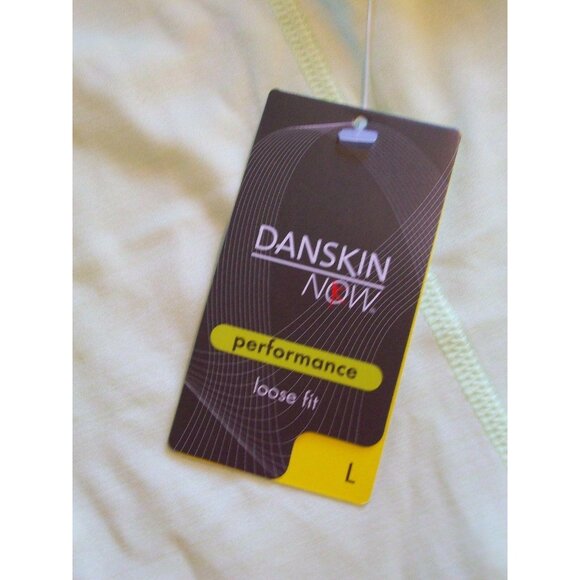 DANSKIN
NOW®
performance
loose fit
L